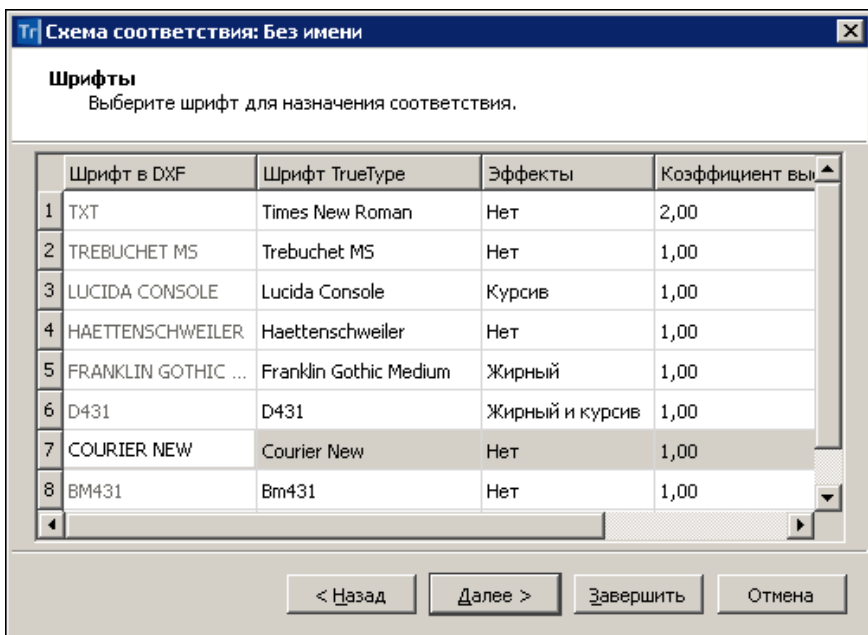 Tr Схема соответствия: Без имени
Шрифты
Выберите шрифт для назначения соответствия.
Шрифт в DXF Шрифт TrueType Эффекты Коэффициент
1 TXT Times New Roman Нет 2,00
2 TREBUCHET MS Trebuchet MS Нет 1,00
3 LUCIDA CONSOLE Lucida Console Курсив 1,00
4 HAETTENSCHWEILER Haettenschweiler Нет 1,00
5 FRANKLIN GOTHIC ... Franklin Gothic Medium Жирный 1,00
6 D431 D431 Жирный и курсив 1,00
7 COURIER NEW Courier New Нет 1,00
8 BM431 Bm431 Нет 1,00
< Назад Далее > Завершить Отмена